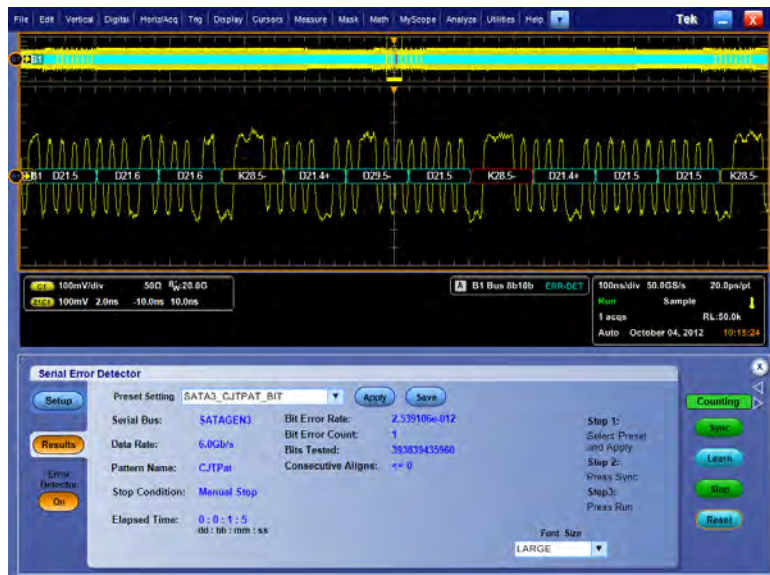 File Edit Vertical Digital Horiz/Acq Trig Display Cursors Measure Mask Math MyScope Analyze Utilities Help Tek X
B1
B1 D21.5 D21.6 D21.6 K28.5- D21.4+ D29.5- D21.5 K28.5- D21.4+ D21.5 D21.5 K28.5-
C1 100mV/div 50Ω BW:20.0G
Z1C1 100mV 2.0ns -10.0ns 10.0ns
A B1 Bus 8b10b ERR-DET
100ns/div 50.0GS/s 20.0ps/pt
Run Sample
1 acqs RL:50.0k
Auto October 04, 2012 10:15:24
Serial Error Detector
Setup
Results
Error
Detector
On
Preset Setting SATA3_CJTPAT_BIT Apply Save
Serial Bus: SATAGEN3
Data Rate: 6.0Gb/s
Pattern Name: CJTPat
Stop Condition: Manual Stop
Elapsed Time: 0 : 0 : 1 : 5
dd : hh : mm : ss
Bit Error Rate: 2.539106e-012
Bit Error Count: 1
Bits Tested: 393839435960
Consecutive Aligns: <= 0
Step 1:
Select Preset
and Apply
Step 2:
Press Sync
Step3:
Press Run
Font Size
LARGE
Counting
Sync
Learn
Stop
Reset
X